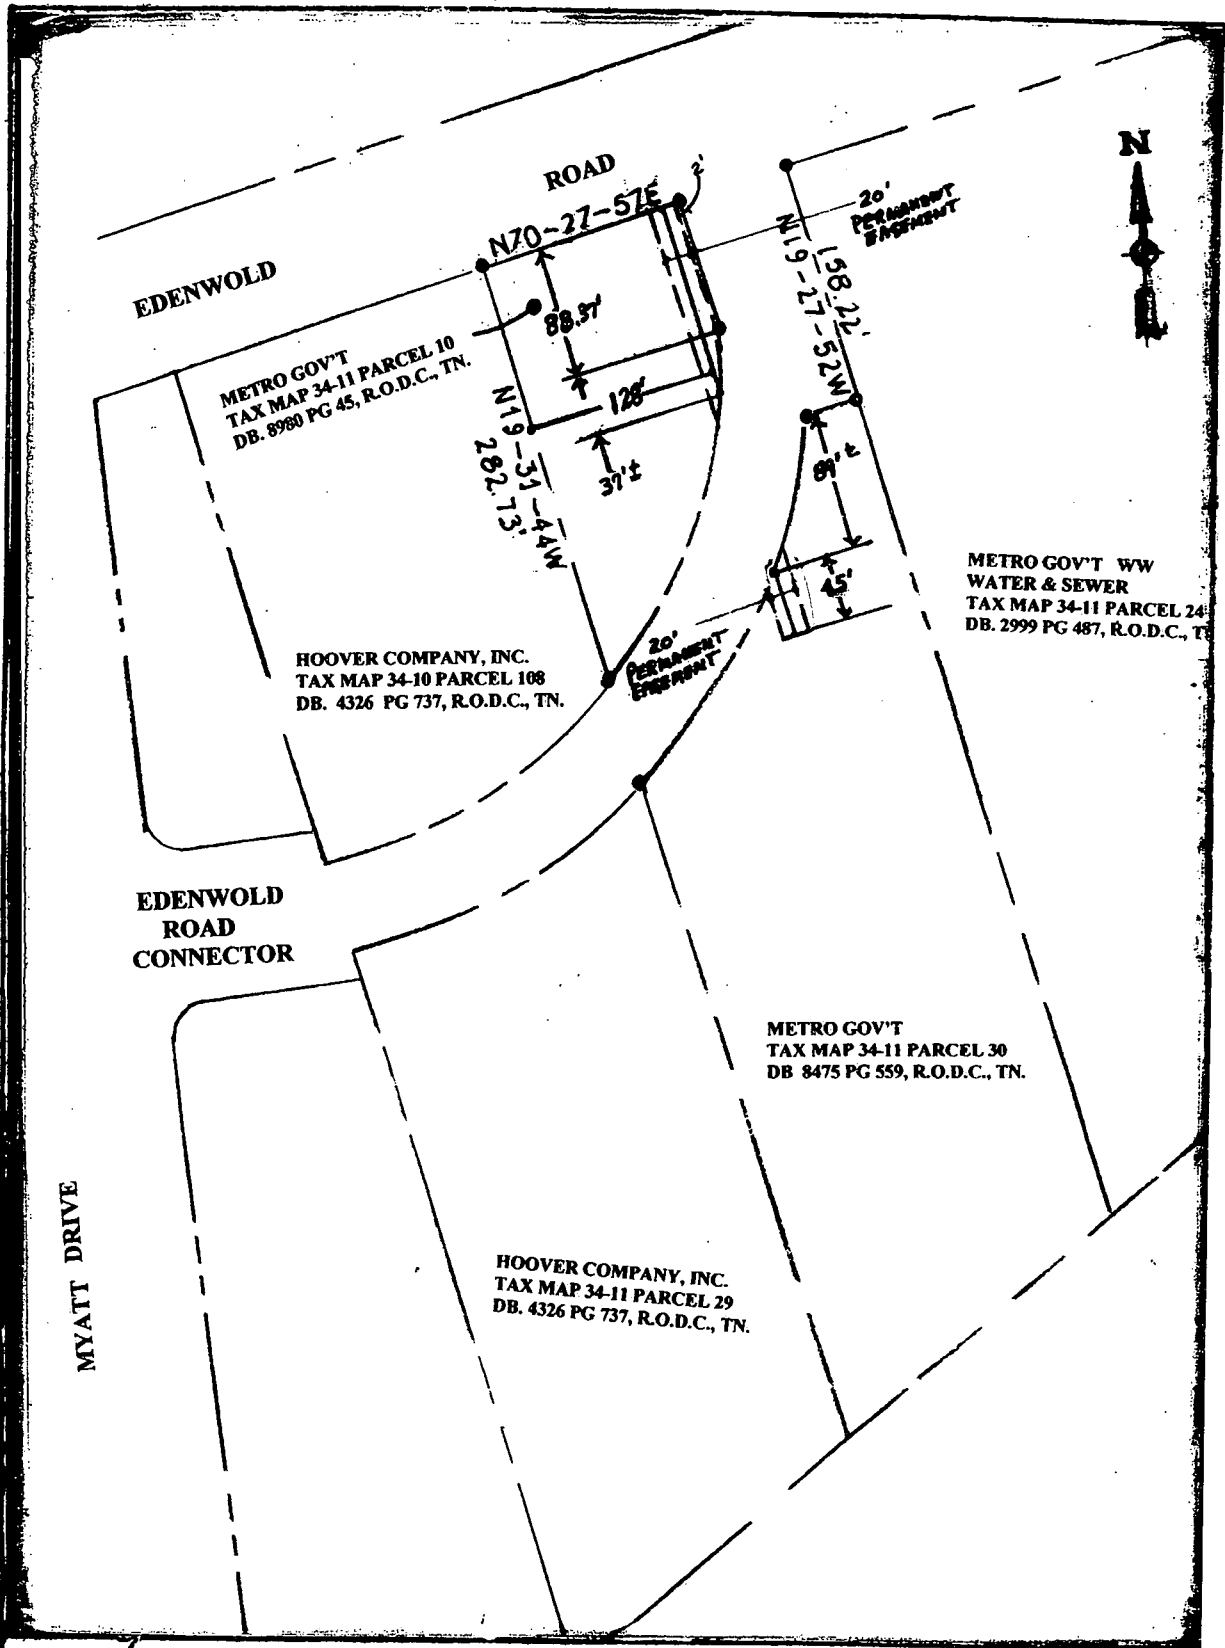 N
ROAD
2'
20'
PERMANENT
EASEMENT
N70-27-57E
EDENWOLD
158.22'
N19-27-52W
88.37'
METRO GOV'T
TAX MAP 34-11 PARCEL 10
DB. 8980 PG 45, R.O.D.C., TN.
128'
N19-31-44W
282.73'
37'±
89'±
45'
METRO GOV'T WW
WATER & SEWER
TAX MAP 34-11 PARCEL 24
DB. 2999 PG 487, R.O.D.C., T
20'
PERMANENT
EASEMENT
HOOVER COMPANY, INC.
TAX MAP 34-10 PARCEL 108
DB. 4326 PG 737, R.O.D.C., TN.
EDENWOLD
ROAD
CONNECTOR
METRO GOV'T
TAX MAP 34-11 PARCEL 30
DB 8475 PG 559, R.O.D.C., TN.
MYATT DRIVE
HOOVER COMPANY, INC.
TAX MAP 34-11 PARCEL 29
DB. 4326 PG 737, R.O.D.C., TN.